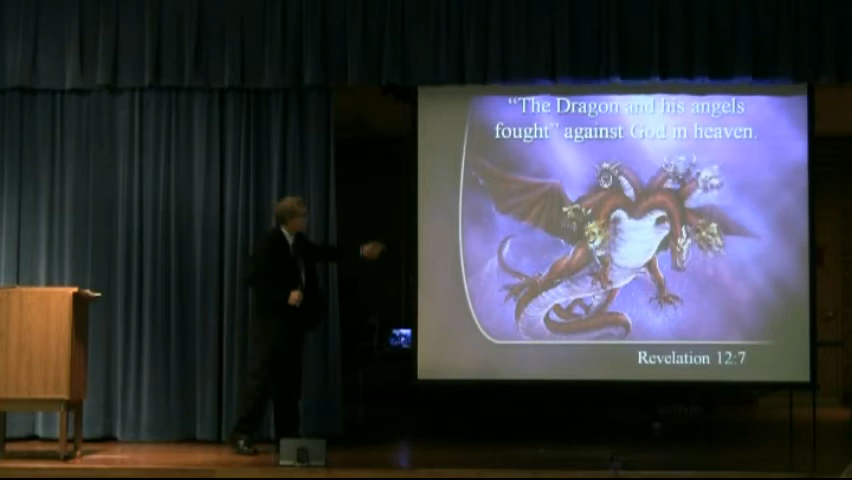 “The Dragon and his angels
fought” against God in heaven.
Revelation 12:7